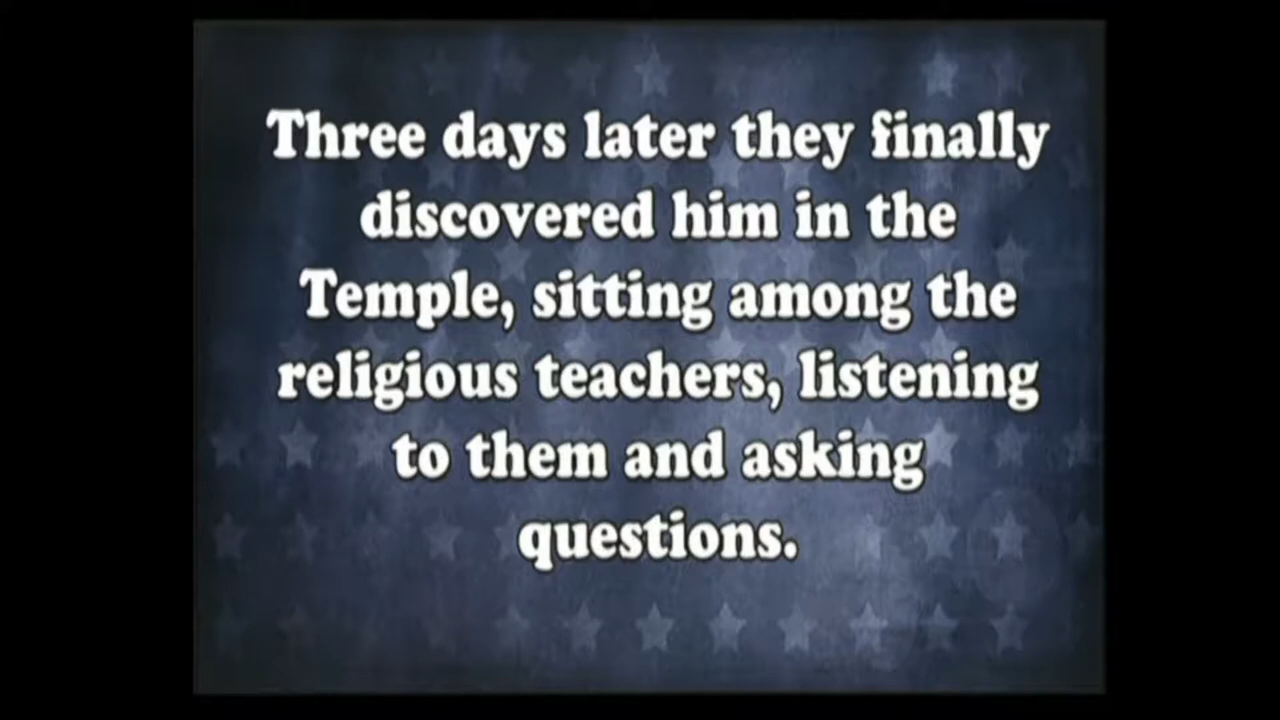 Three days later they finally
discovered him in the
Temple, sitting among the
religious teachers, listening
to them and asking
questions.